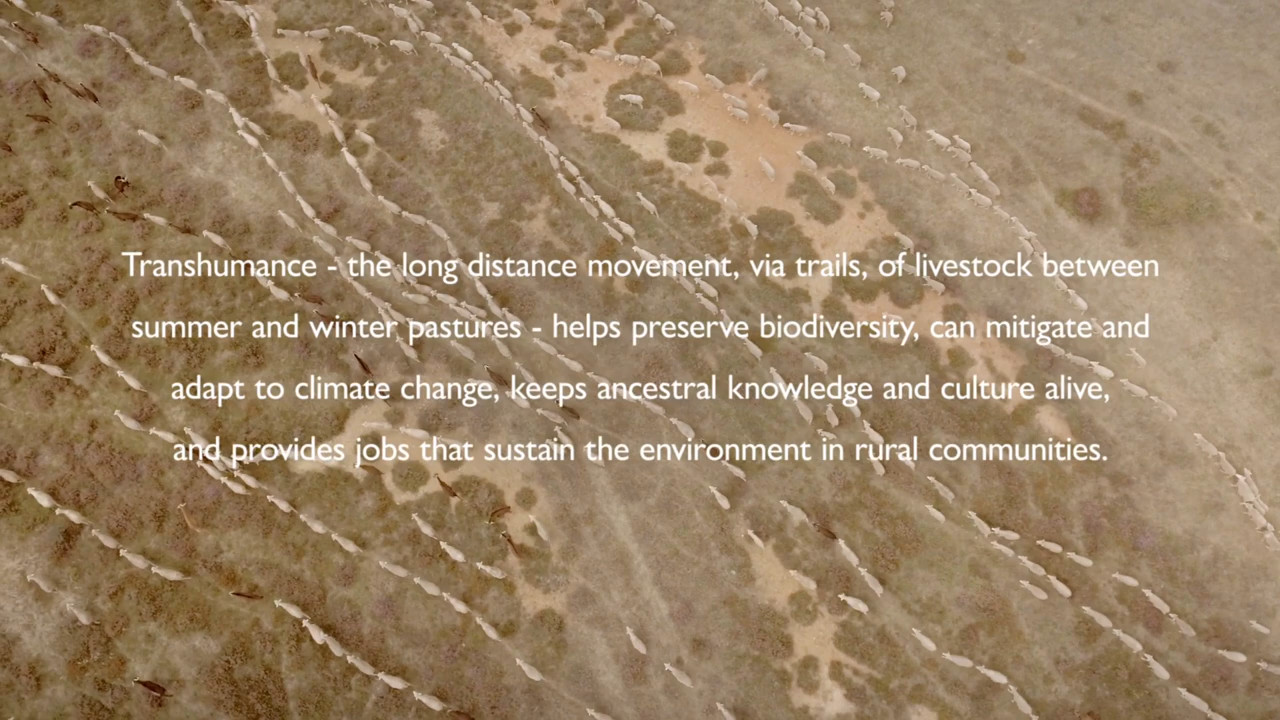 Transhumance - the long distance movement, via trails, of livestock between
summer and winter pastures - helps preserve biodiversity, can mitigate and
adapt to climate change, keeps ancestral knowledge and culture alive,
and provides jobs that sustain the environment in rural communities.